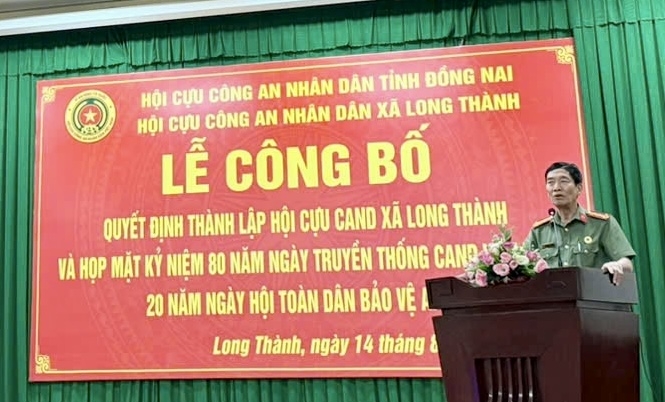 HỘI CỰU CÔNG AN NHÂN DÂN TỈNH ĐỒNG NAI
HỘI CỰU CÔNG AN NHÂN DÂN XÃ LONG THÀNH
LỄ CÔNG BỐ
QUYẾT ĐỊNH THÀNH LẬP HỘI CỰU CAND XÃ LONG THÀNH
VÀ HỌP MẶT KỶ NIỆM 80 NĂM NGÀY TRUYỀN THỐNG CAND
20 NĂM NGÀY HỘI TOÀN DÂN BẢO VỆ A
Long Thành, ngày 14 tháng 8